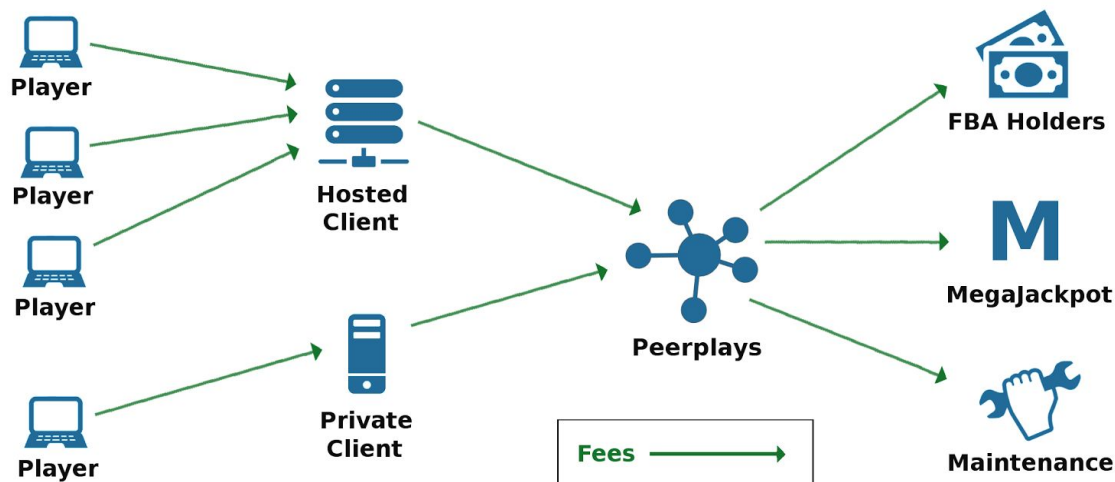 Player
Player
Player
Player
Hosted
Client
Private
Client
Peerplays
FBA Holders
M
MegaJackpot
Maintenance
Fees